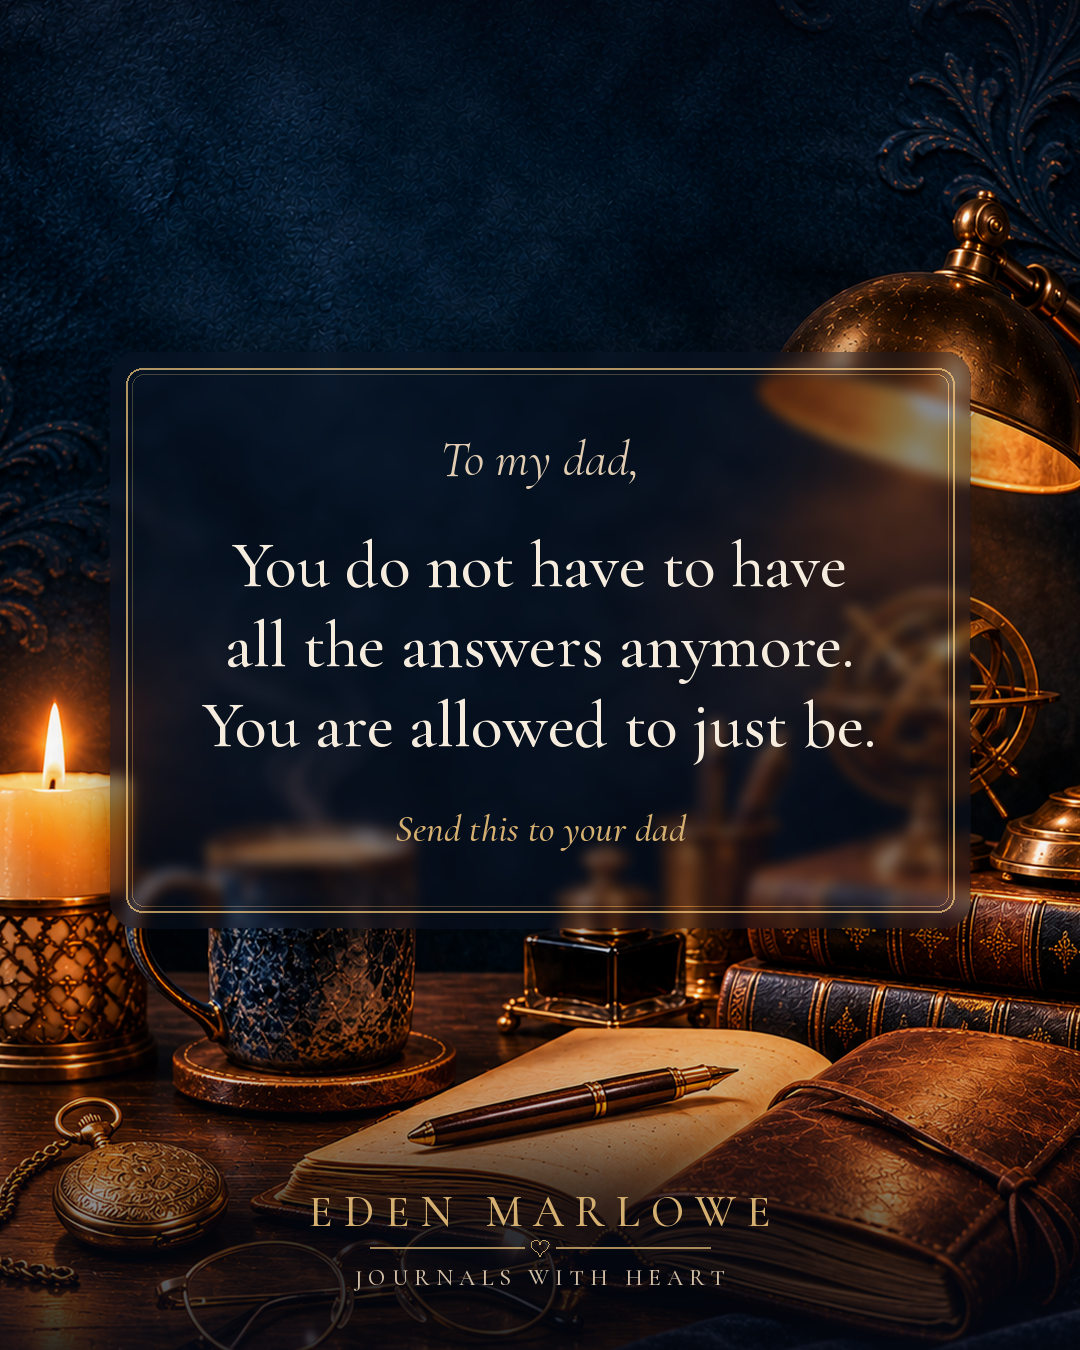 To my dad,
You do not have to have
all the answers anymore.
You are allowed to just be.
Send this to your dad
EDEN MARLOWE
JOURNALS WITH HEART